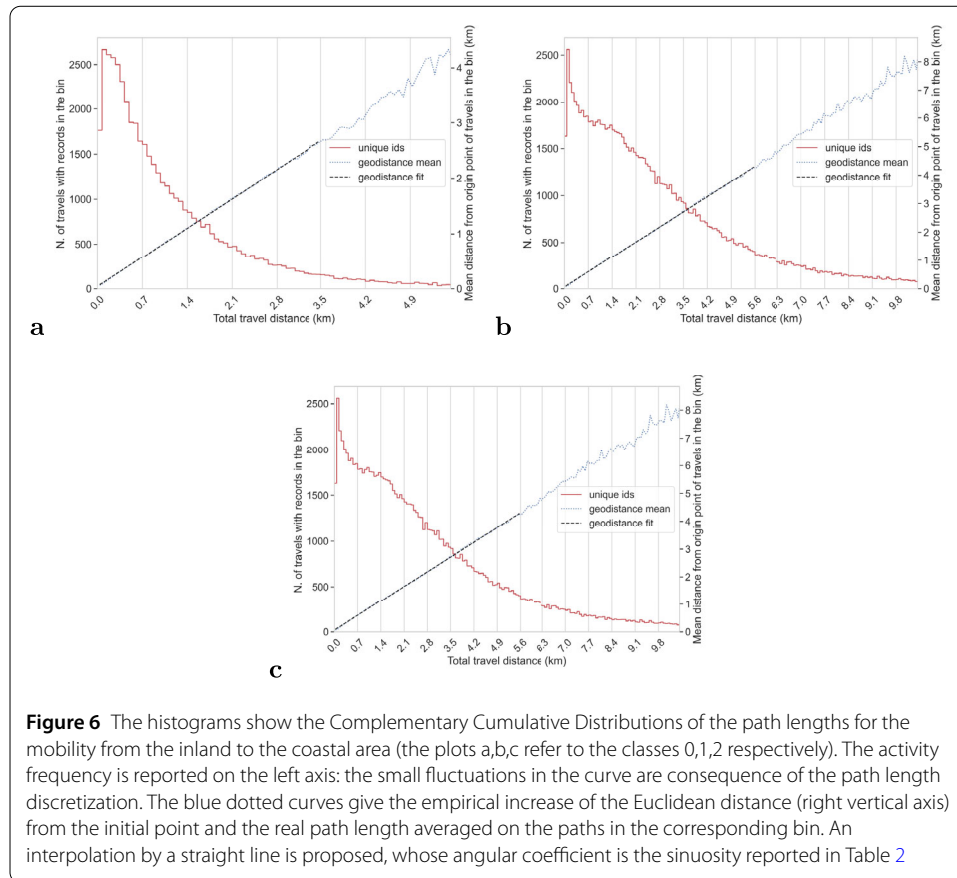 2500
2000
1500
1000
500
0
N. of travels with records in the bin
unique ids
geodistance mean
geodistance fit
4
3
2
1
0
Mean distance from origin point of travels in the bin (km)
0.0 0.7 1.4 2.1 2.8 3.5 4.2 4.9
Total travel distance (km)
a
2500
2000
1500
1000
500
0
N. of travels with records in the bin
unique ids
geodistance mean
geodistance fit
8
7
6
5
4
3
2
1
0
Mean distance from origin point of travels in the bin (km)
0.0 0.7 1.4 2.1 2.8 3.5 4.2 4.9 5.6 6.3 7.0 7.7 8.4 9.1 9.8
Total travel distance (km)
b
2500
2000
1500
1000
500
0
N. of travels with records in the bin
unique ids
geodistance mean
geodistance fit
8
7
6
5
4
3
2
1
0
Mean distance from origin point of travels in the bin (km)
0.0 0.7 1.4 2.1 2.8 3.5 4.2 4.9 5.6 6.3 7.0 7.7 8.4 9.1 9.8
Total travel distance (km)
c
Figure 6 The histograms show the Complementary Cumulative Distributions of the path lengths for the
mobility from the inland to the coastal area (the plots a,b,c refer to the classes 0,1,2 respectively). The activity
frequency is reported on the left axis: the small fluctuations in the curve are consequence of the path length
discretization. The blue dotted curves give the empirical increase of the Euclidean distance (right vertical axis)
from the initial point and the real path length averaged on the paths in the corresponding bin. An
interpolation by a straight line is proposed, whose angular coefficient is the sinuosity reported in Table 2